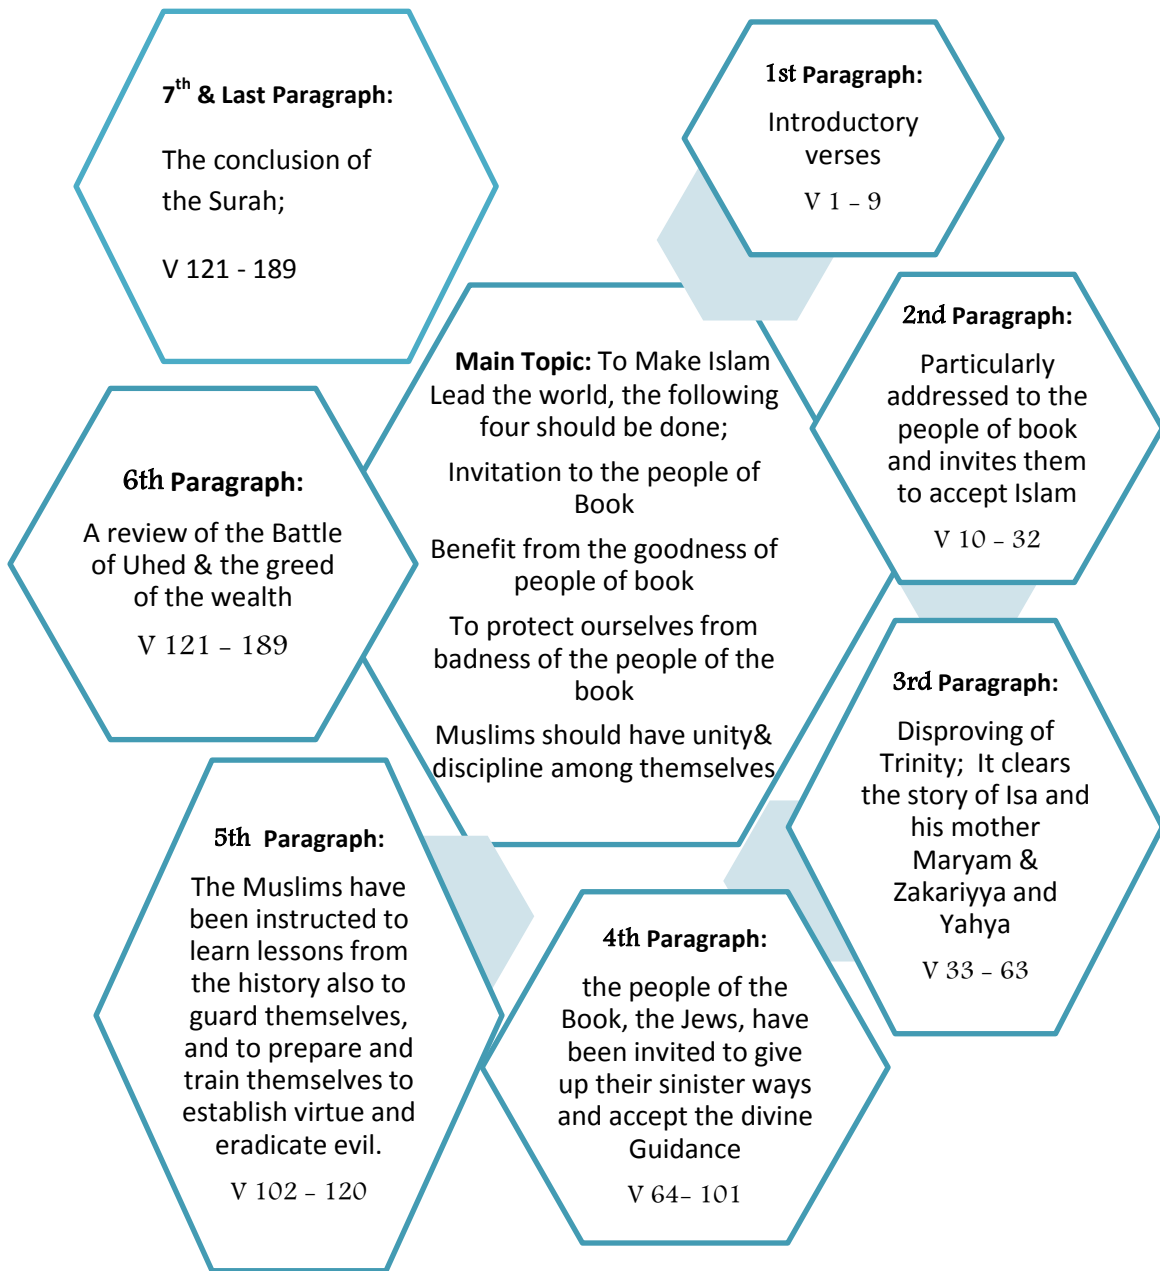 1st Paragraph:
Introductory
verses
V 1 – 9
2nd Paragraph:
Particularly
addressed to the
people of book
and invites them
to accept Islam
V 10 – 32
3rd Paragraph:
Disproving of
Trinity; It clears
the story of Isa and
his mother
Maryam &
Zakariyya and
Yahya
V 33 – 63
4th Paragraph:
the people of the
Book, the Jews, have
been invited to give
up their sinister ways
and accept the divine
Guidance
V 64– 101
5th Paragraph:
The Muslims have
been instructed to
learn lessons from
the history also to
guard themselves,
and to prepare and
train themselves to
establish virtue and
eradicate evil.
V 102 – 120
6th Paragraph:
A review of the Battle
of Uhed & the greed
of the wealth
V 121 – 189
7th & Last Paragraph:
The conclusion of
the Surah;
V 121 - 189
Main Topic: To Make Islam
Lead the world, the following
four should be done;
Invitation to the people of
Book
Benefit from the goodness of
people of book
To protect ourselves from
badness of the people of the
book
Muslims should have unity&
discipline among themselves